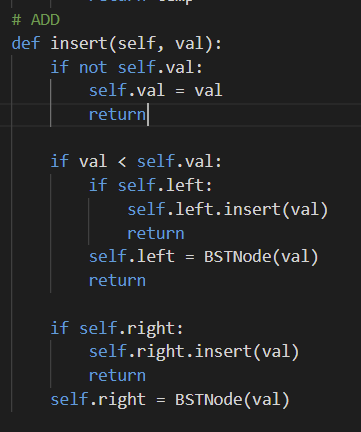 return temp
# ADD
def insert(self, val):
    if not self.val:
        self.val = val
        return

    if val < self.val:
        if self.left:
            self.left.insert(val)
            return
        self.left = BSTNode(val)
        return

    if self.right:
        self.right.insert(val)
        return
    self.right = BSTNode(val)